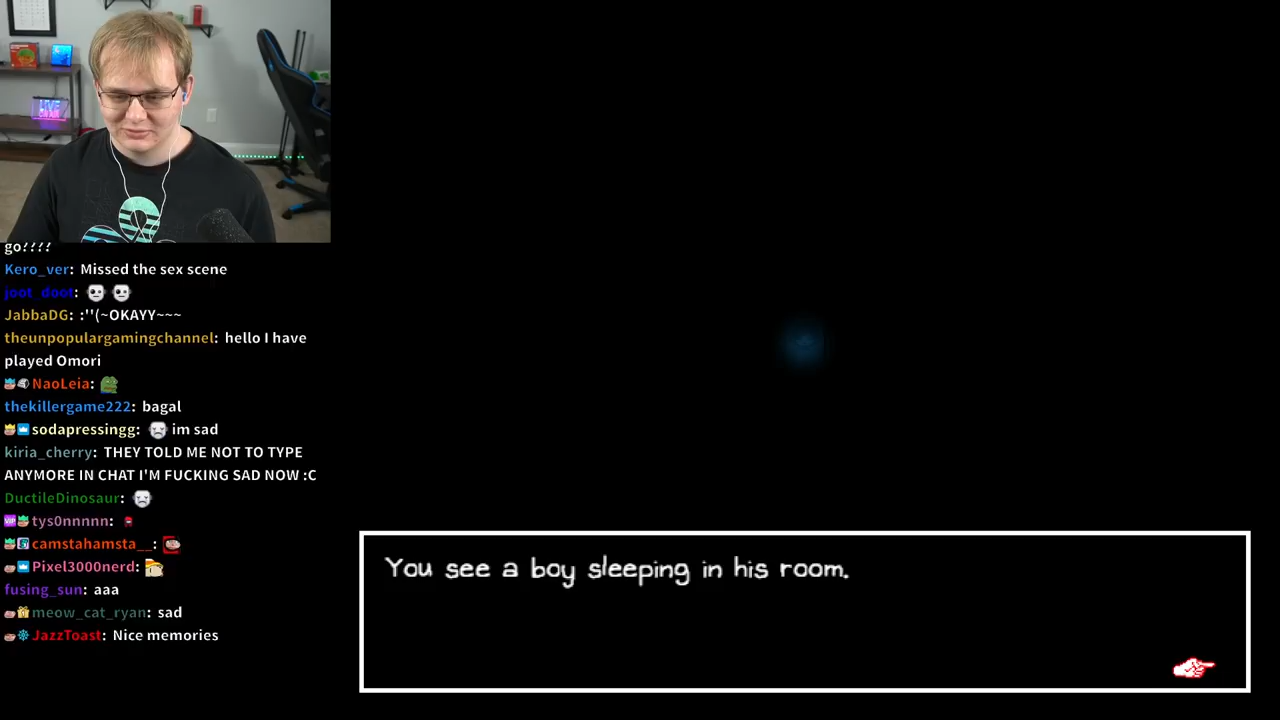 go????
Kero_ver: Missed the sex scene
joot_doot:
JabbaDG: :''(~OKAYY~~~
theunpopulargamingchannel: hello I have
played Omori
NaoLeia:
thekillergame222: bagal
sodapressingg: im sad
kiria_cherry: THEY TOLD ME NOT TO TYPE
ANYMORE IN CHAT I'M FUCKING SAD NOW :C
DuctileDinosaur:
tys0nnnnn:
camstahamsta__:
Pixel3000nerd:
fusing_sun: aaa
meow_cat_ryan: sad
JazzToast: Nice memories
You see a boy sleeping in his room.